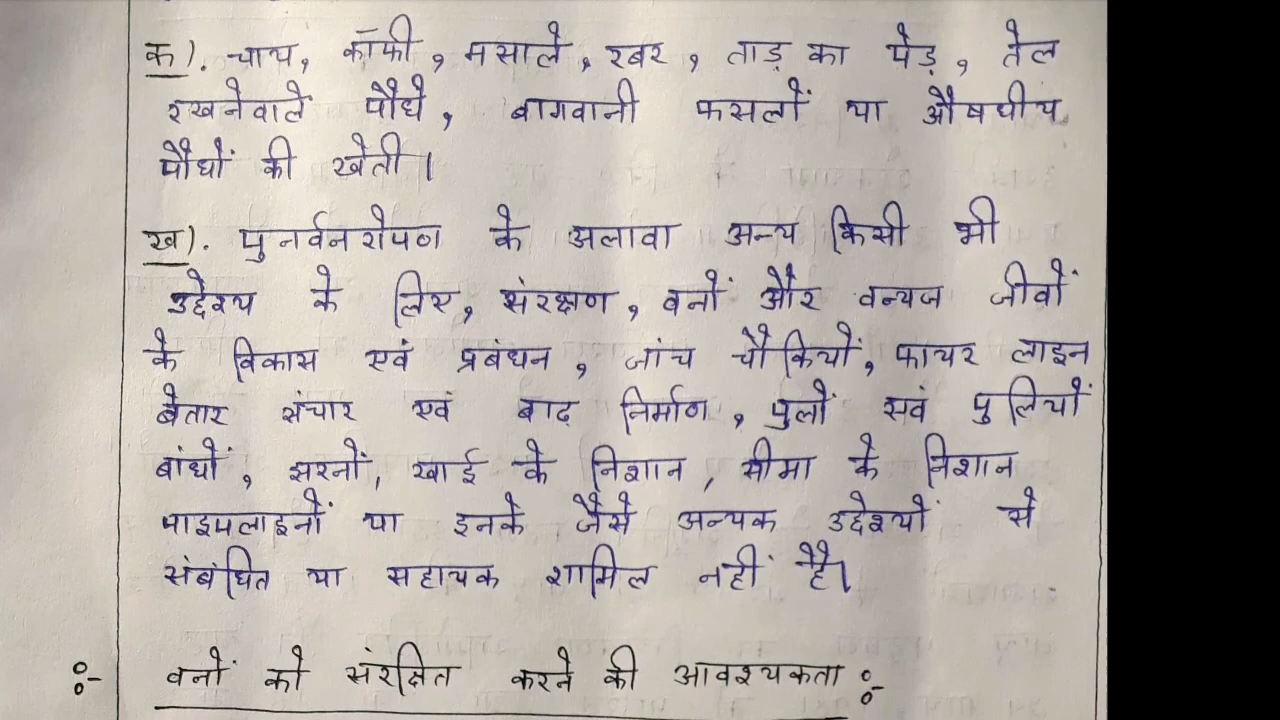 क). चाय, कॉफी, मसाले, रबर, ताड़ का पेड़, तेल
रखनेवाले पौधे, बागवानी फसलों या औषधीय
पौधों की खेती।
ख). पुनर्वनरोपण के अलावा अन्य किसी भी
उद्देश्य के लिए, संरक्षण, वनों और वन्यज जीवों
के विकास एवं प्रबंधन, जांच चौकियों, फायर लाइन
बेतार संचार एवं बाढ़ निर्माण, पुलों सवं पुलियों
बांधों, झरनों, खाई के निशान, सीमा के निशान
पाइपलाइनों या इनके जैसे अन्यक उद्देश्यों से
संबंधित या सहायक शामिल नहीं है।
:- वनों को संरक्षित करने की आवश्यकता :-